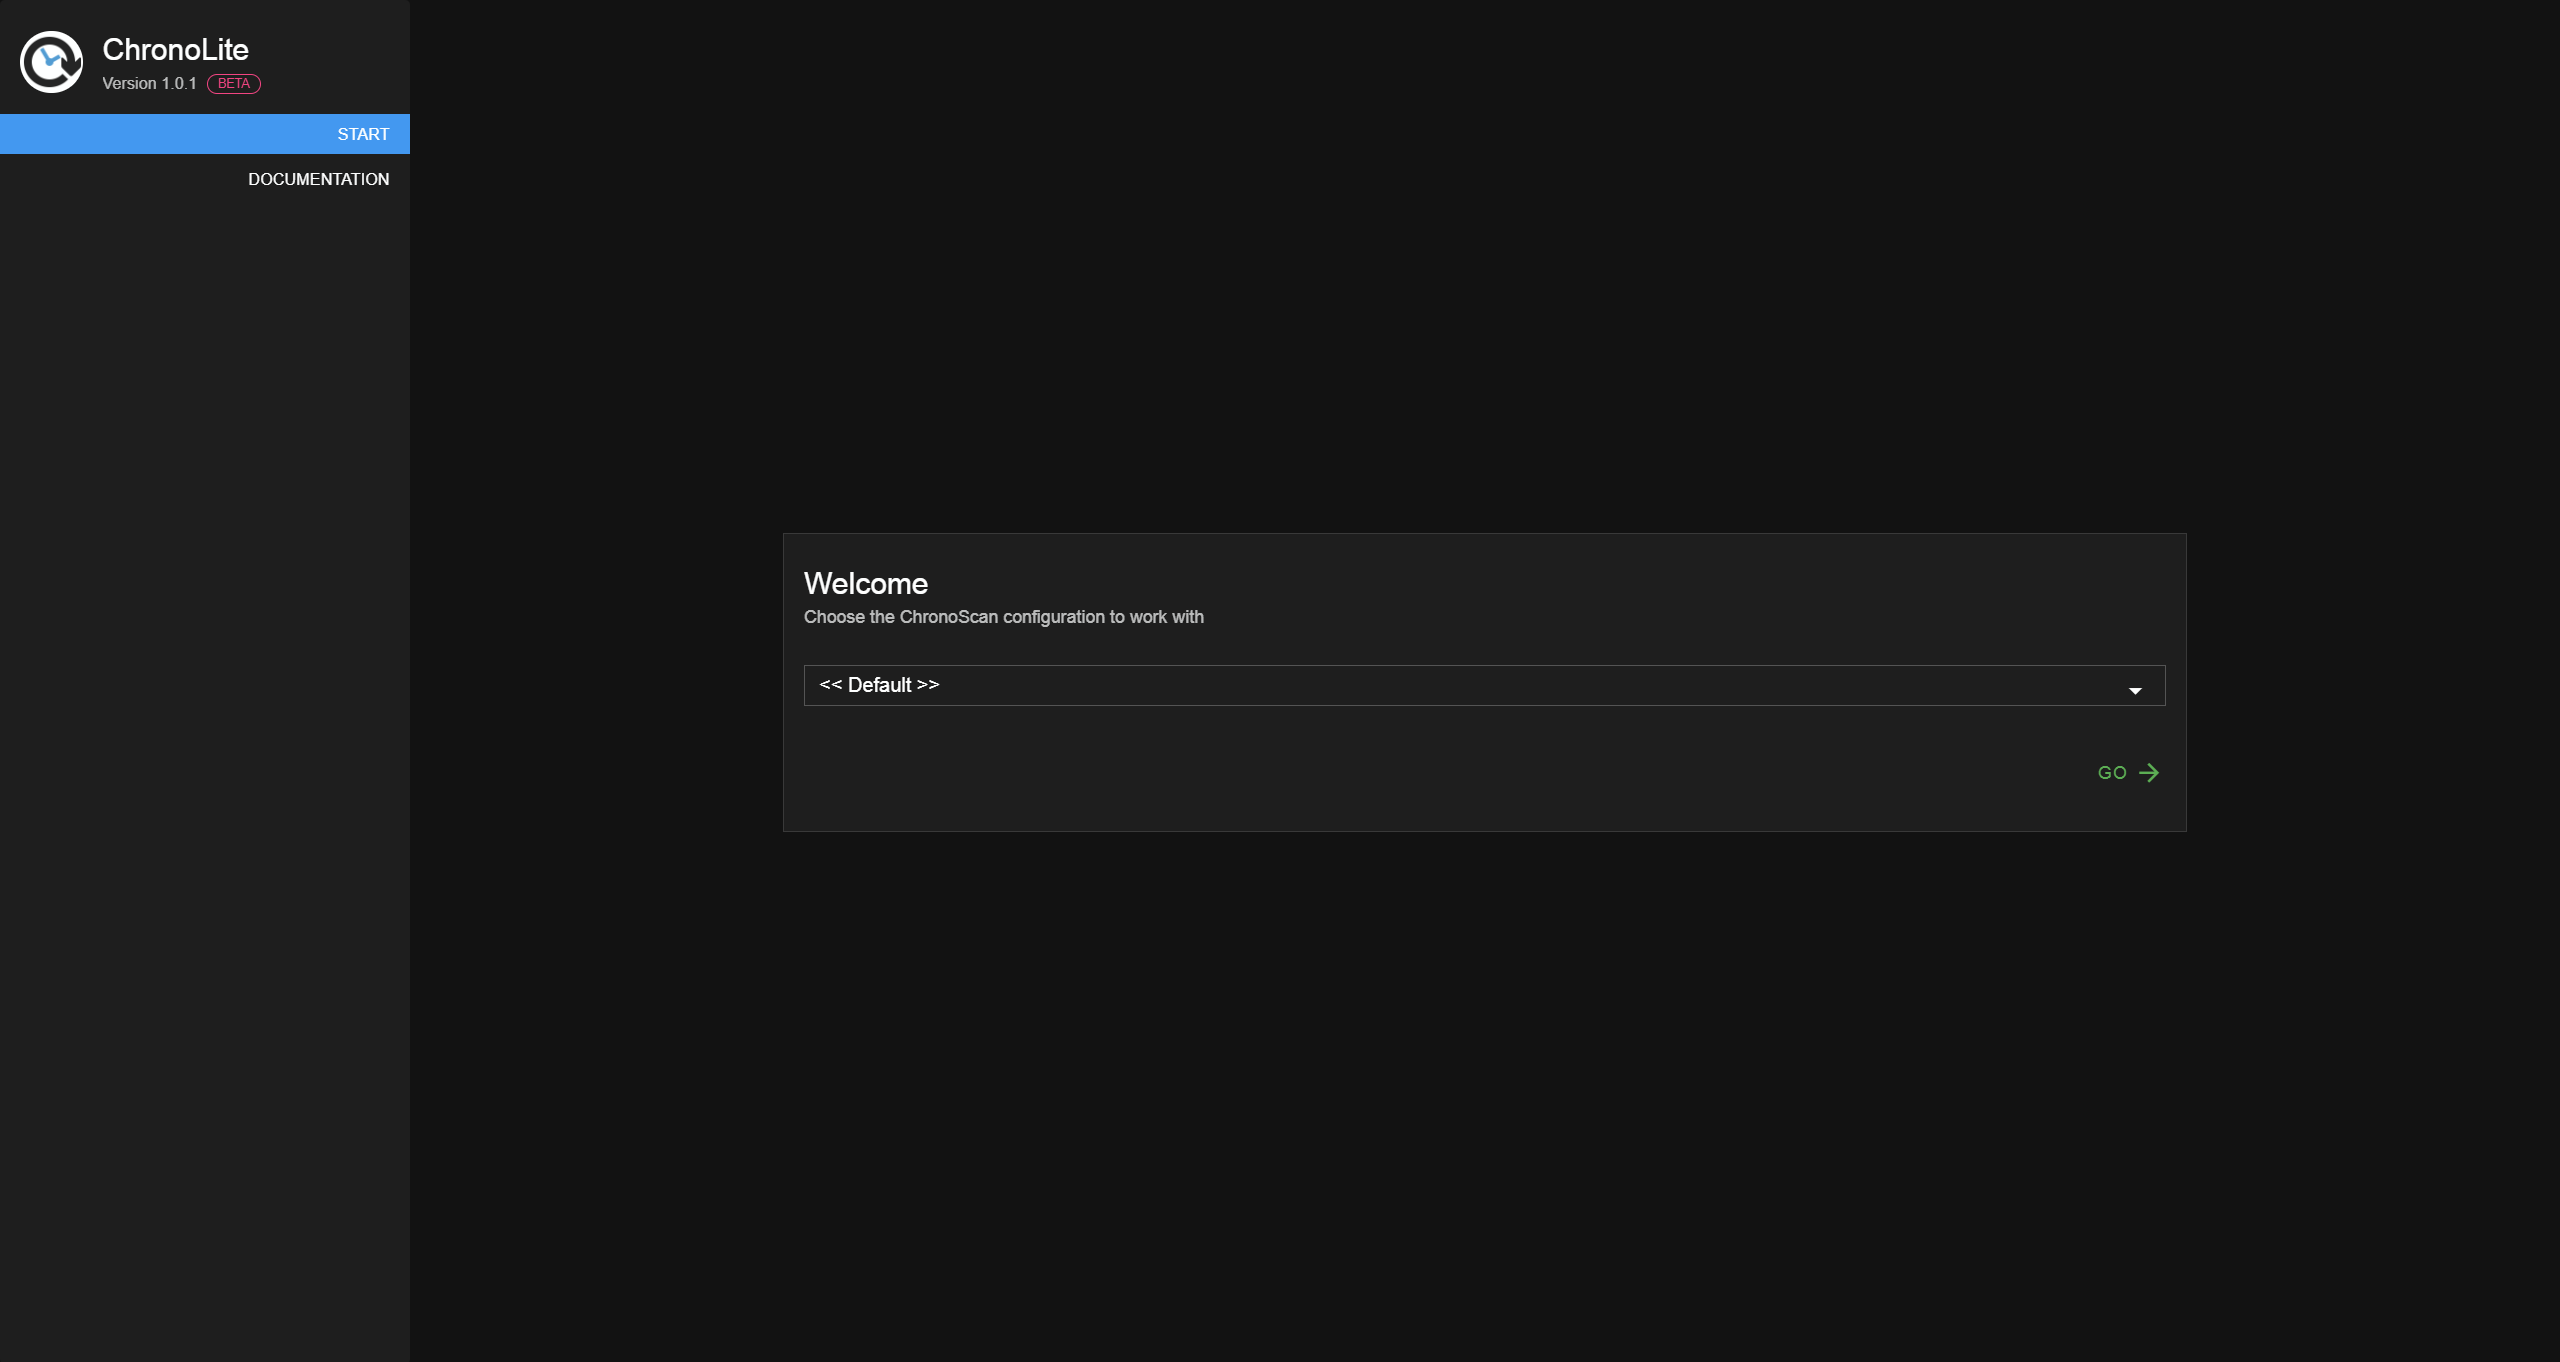 ChronoLite
Version 1.0.1 BETA
START
DOCUMENTATION
Welcome
Choose the ChronoScan configuration to work with
<< Default >>
GO